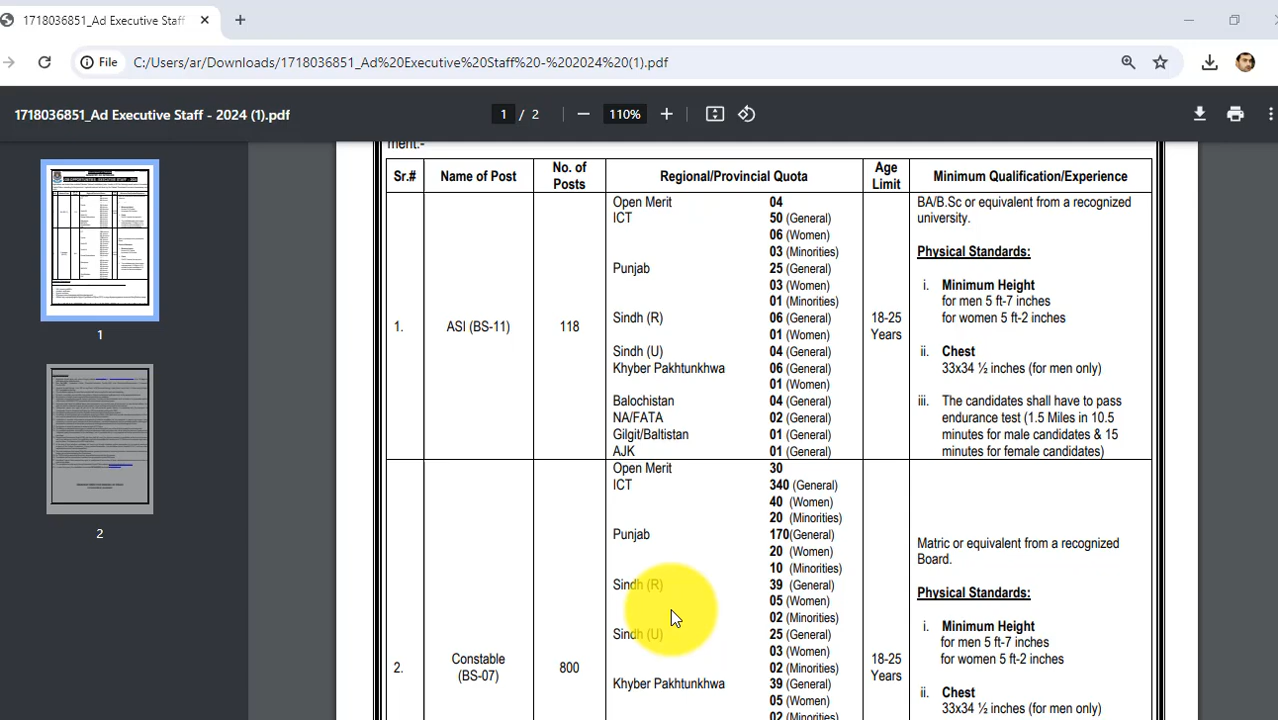 1718036851_Ad Executive Staff
File
C:/Users/ar/Downloads/1718036851_Ad%20Executive%20Staff%20-%202024%20(1).pdf
1718036851_Ad Executive Staff - 2024 (1).pdf
1 / 2
110%
1
2
merit.-
Sr.# Name of Post No. of Posts Regional/Provincial Quota Age Limit Minimum Qualification/Experience
1. ASI (BS-11) 118
Open Merit 04
ICT 50 (General)
06 (Women)
03 (Minorities)
Punjab 25 (General)
03 (Women)
01 (Minorities)
Sindh (R) 06 (General)
01 (Women)
Sindh (U) 04 (General)
Khyber Pakhtunkhwa 06 (General)
01 (Women)
Balochistan 04 (General)
NA/FATA 02 (General)
Gilgit/Baltistan 01 (General)
AJK 01 (General)
18-25
Years
BA/B.Sc or equivalent from a recognized
university.
Physical Standards:
i. Minimum Height
for men 5 ft-7 inches
for women 5 ft-2 inches
ii. Chest
33x34 ½ inches (for men only)
iii. The candidates shall have to pass
endurance test (1.5 Miles in 10.5
minutes for male candidates & 15
minutes for female candidates)
2. Constable
(BS-07)
800
Open Merit 30
ICT 340 (General)
40 (Women)
20 (Minorities)
Punjab 170(General)
20 (Women)
10 (Minorities)
Sindh (R) 39 (General)
05 (Women)
02 (Minorities)
Sindh (U) 25 (General)
03 (Women)
02 (Minorities)
Khyber Pakhtunkhwa 39 (General)
05 (Women)
02 (Minorities)
18-25
Years
Matric or equivalent from a recognized
Board.
Physical Standards:
i. Minimum Height
for men 5 ft-7 inches
for women 5 ft-2 inches
ii. Chest
33x34 ½ inches (for men only)